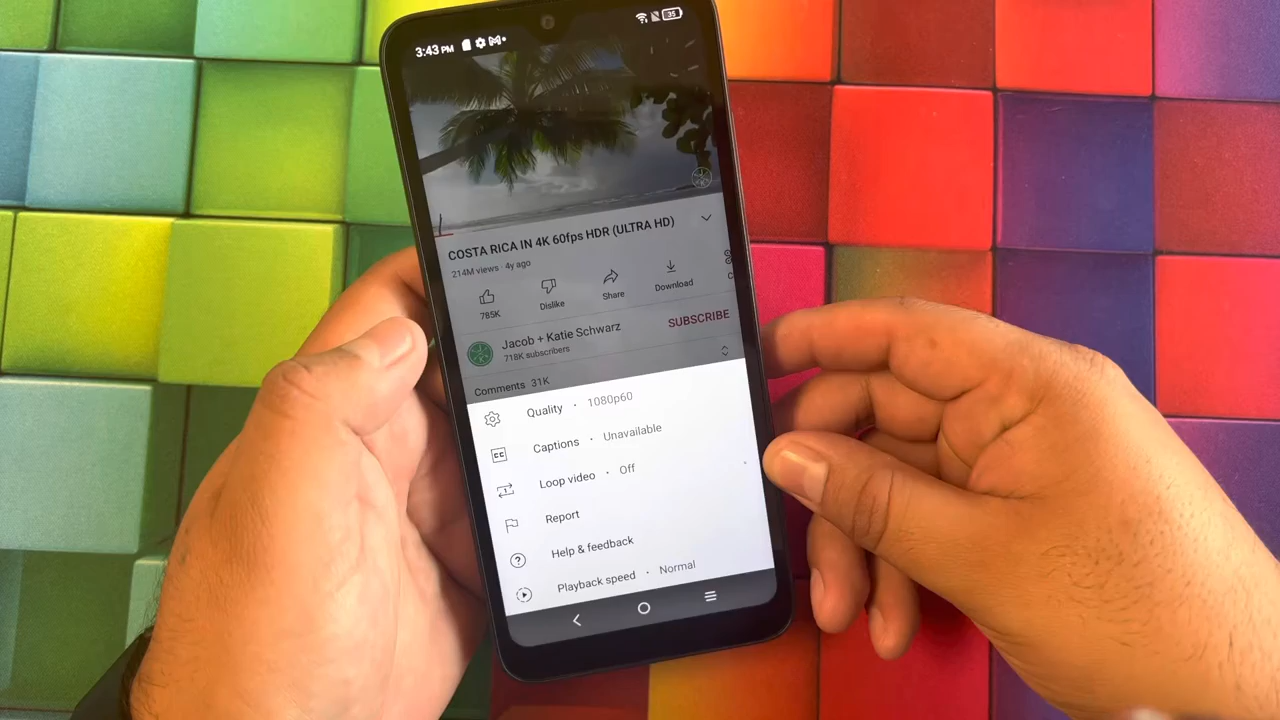 3:43 PM
35
COSTA RICA IN 4K 60fps HDR (ULTRA HD)
214M views · 4y ago
785K
Dislike
Share
Download
Jacob + Katie Schwarz
718K subscribers
SUBSCRIBE
Comments 31K
Quality · 1080p60
CC
Captions · Unavailable
Loop video · Off
Report
Help & feedback
Playback speed · Normal